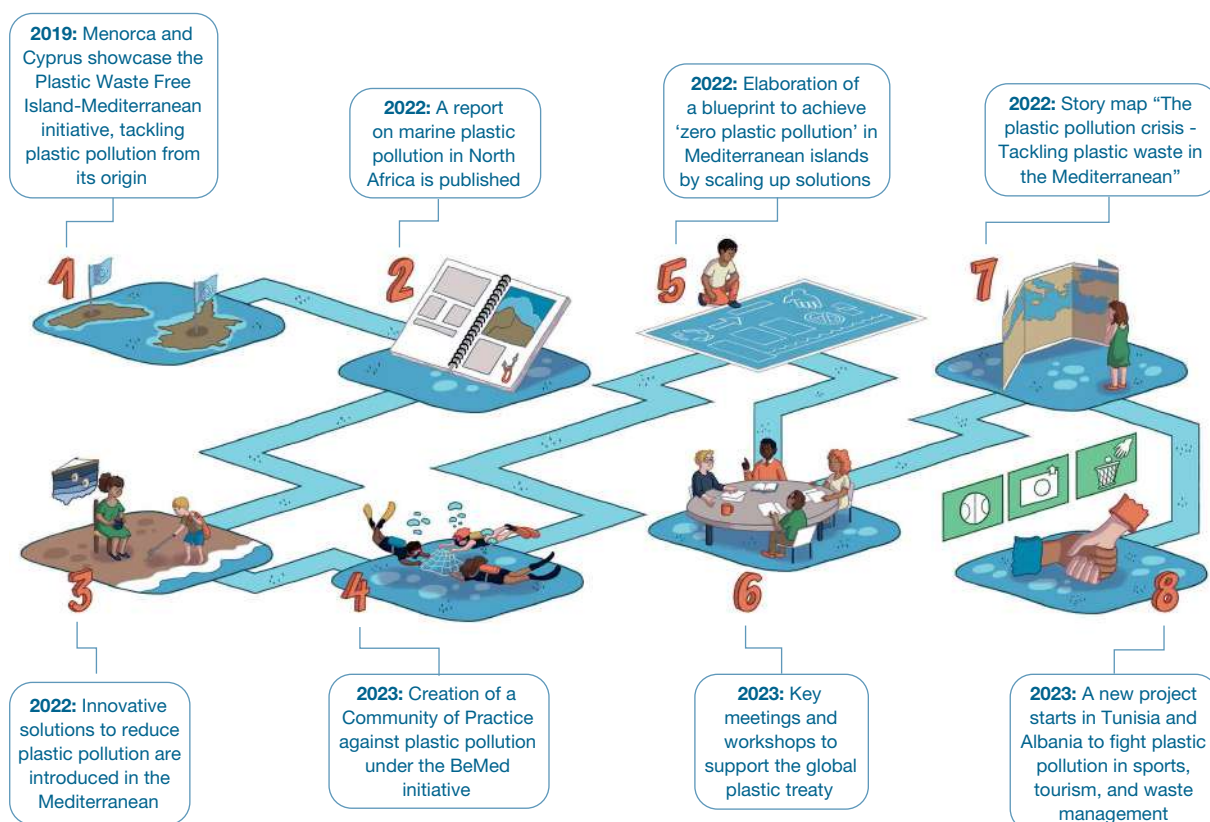 2019: Menorca and
Cyprus showcase the
Plastic Waste Free
Island-Mediterranean
initiative, tackling
plastic pollution from
its origin
2022: A report
on marine plastic
pollution in North
Africa is published
2022: Elaboration of
a blueprint to achieve
‘zero plastic pollution’ in
Mediterranean islands
by scaling up solutions
2022: Story map “The
plastic pollution crisis -
Tackling plastic waste in
the Mediterranean”
1
2
5
7
3
4
6
8
2022: Innovative
solutions to reduce
plastic pollution are
introduced in the
Mediterranean
2023: Creation of a
Community of Practice
against plastic pollution
under the BeMed
initiative
2023: Key
meetings and
workshops to
support the global
plastic treaty
2023: A new project
starts in Tunisia and
Albania to fight plastic
pollution in sports,
tourism, and waste
management